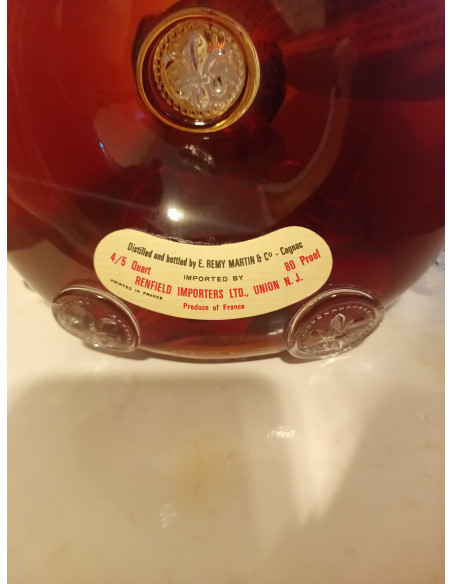 Distilled and bottled by E. REMY MARTIN & Co - Cognac
4/5 Quart IMPORTED BY 80 Proof
RENFIELD IMPORTERS LTD., UNION N. J.
PRINTED IN FRANCE
Produce of France